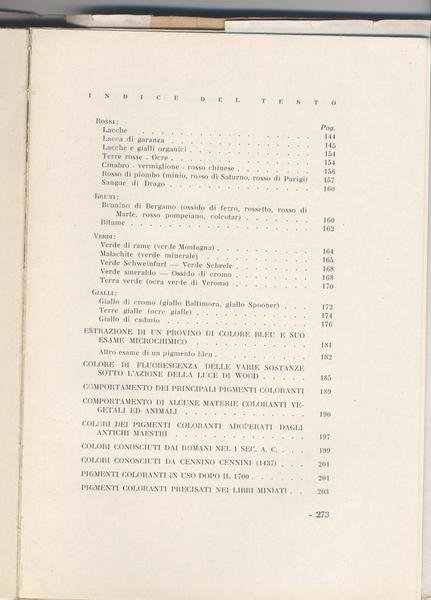 INDICE DEL TESTO
Pag.
ROSSI:
Lacche . . . . . . . . . . . . . . . 144
Lacca di garanza . . . . . . . . . . . . 145
Lacche e gialli organici . . . . . . . . . . 154
Terre rosse - Ocre . . . . . . . . . . . . 154
Cinabro - vermiglione - rosso chinese . . . . . . 156
Rosso di piombo (minio, rosso di Saturno, rosso di Parigi) 157
Sangue di Drago . . . . . . . . . . . . 160
BRUNI:
Brunino di Bergamo (ossido di ferro, rossetto, rosso di
Marte, rosso pompeiano, colcotar) . . . . . . . 160
Bitume . . . . . . . . . . . . . . . 162
VERDI:
Verde di rame (verde Montagna) . . . . . . . . 164
Malachite (verde minerale) . . . . . . . . . 165
Verde Schweinfurt — Verde Scheele . . . . . . . 168
Verde smeraldo — Ossido di cromo . . . . . . . 168
Terra verde (ocra verde di Verona) . . . . . . . 170
GIALLI:
Giallo di cromo (giallo Baltimora, giallo Spooner) . . . 172
Terre gialle (ocre gialle) . . . . . . . . . . 174
Giallo di cadmio . . . . . . . . . . . . 176
ESTRAZIONE DI UN PROVINO DI COLORE BLEU E SUO
ESAME MICROCHIMICO . . . . . . . . . 181
Altro esame di un pigmento bleu . . . . . . . . 182
COLORE DI FLUORESCENZA DELLE VARIE SOSTANZE
SOTTO L'AZIONE DELLA LUCE DI WOOD . . . . . 185
COMPORTAMENTO DEI PRINCIPALI PIGMENTI COLORANTI 189
COMPORTAMENTO DI ALCUNE MATERIE COLORANTI VE-
GETALI ED ANIMALI . . . . . . . . . . 190
COLORI DEI PIGMENTI COLORANTI ADOPERATI DAGLI
ANTICHI MAESTRI . . . . . . . . . . . 197
COLORI CONOSCIUTI DAI ROMANI NEL I SEC. A. C. . . . 199
COLORI CONOSCIUTI DA CENNINO CENNINI (1437) . . . 201
PIGMENTI COLORANTI IN USO DOPO IL 1700 . . . . . 201
PIGMENTI COLORANTI PRECISATI NEI LIBRI MINIATI . . 203
- 273